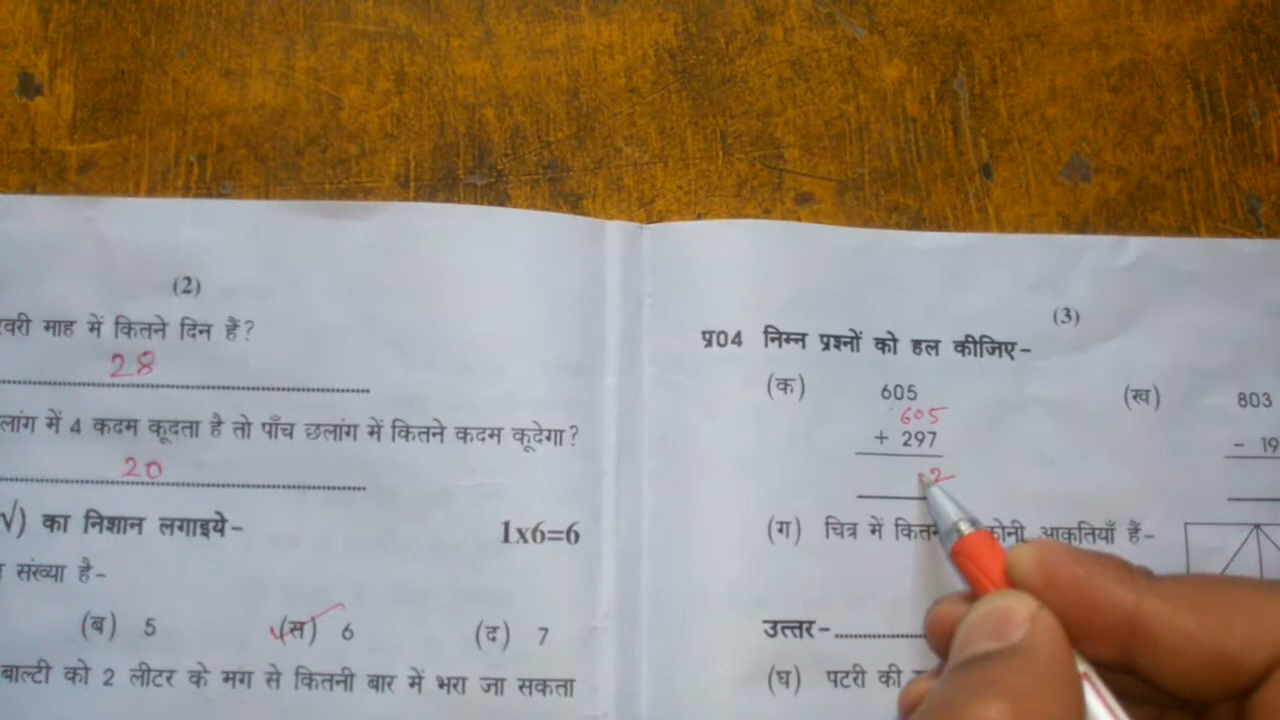 (2)
वरी माह में कितने दिन हैं?
28
लांग में 4 कदम कूदता है तो पाँच छलांग में कितने कदम कूदेगा?
20
√) का निशान लगाइये- 1x6=6
संख्या है-
(ब) 5 (स) 6 (द) 7
बाल्टी को 2 लीटर के मग से कितनी बार में भरा जा सकता
(3)
प्र04 निम्न प्रश्नों को हल कीजिए-
(क) 605 (ख) 803
605
+ 297 - 19
2
(ग) चित्र में आकृतियाँ हैं-
उत्तर-
(घ) पटरी की